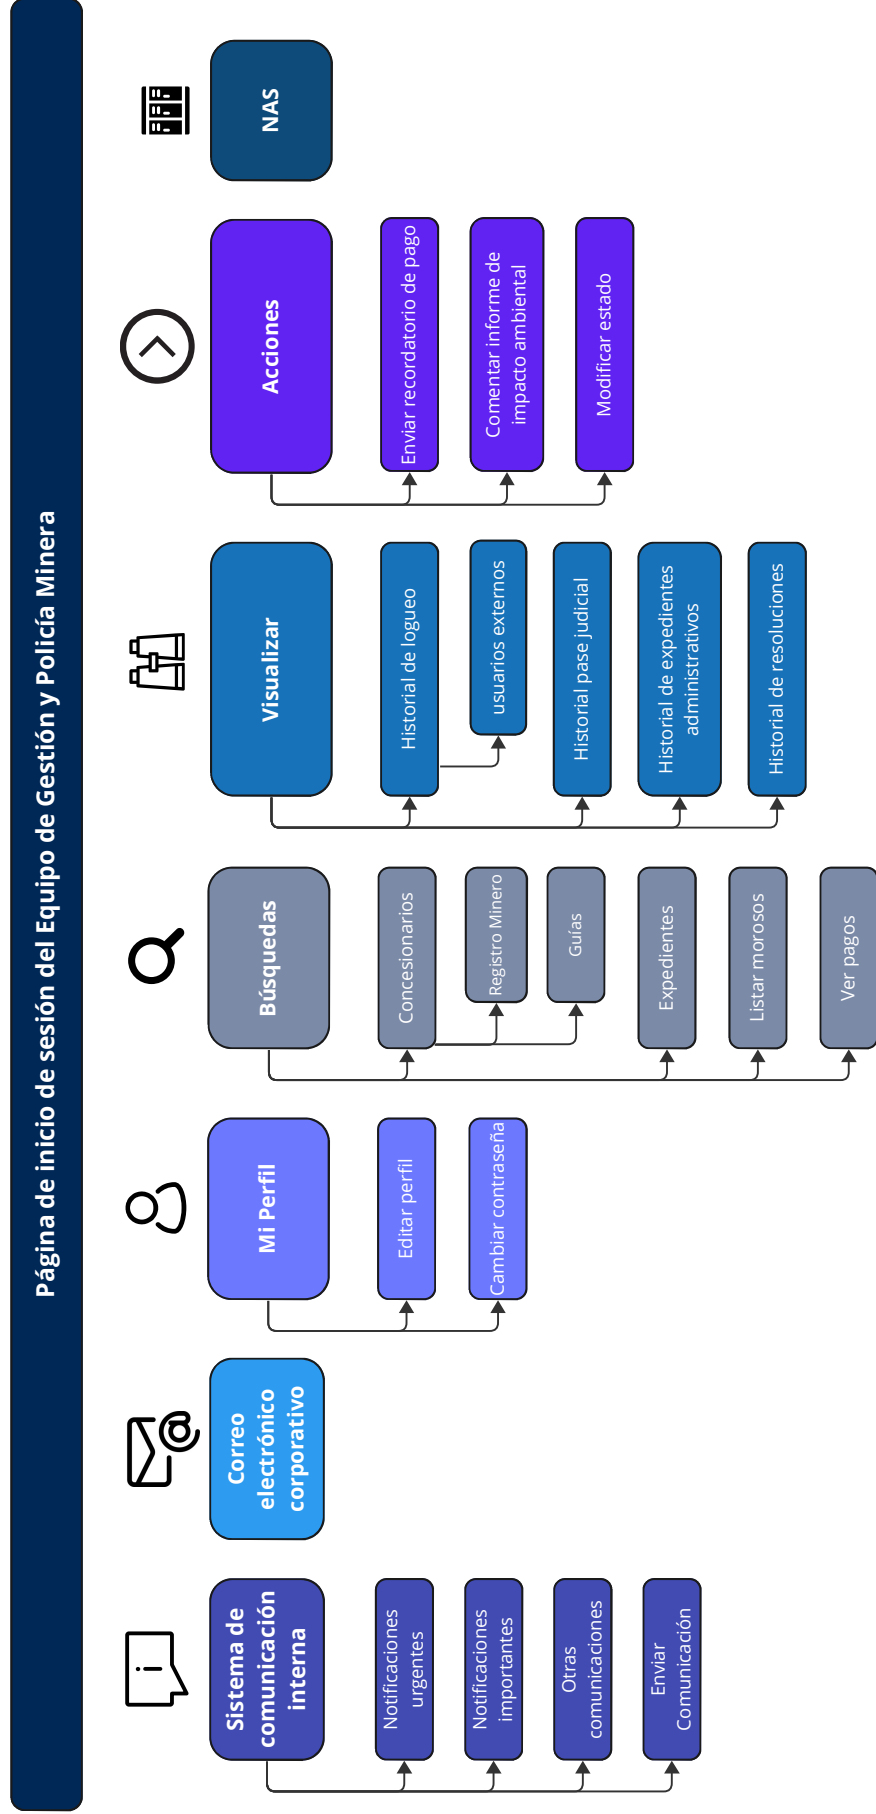 Página de inicio de sesión del Equipo de Gestión y Policía Minera
Sistema de
comunicación
interna
Notificaciones
urgentes
Notificaciones
importantes
Otras
comunicaciones
Enviar
Comunicación
Correo
electrónico
corporativo
Mi Perfil
Editar perfil
Cambiar contraseña
Búsquedas
Concesionarios
Registro Minero
Guías
Expedientes
Listar morosos
Ver pagos
Visualizar
Historial de logueo
usuarios externos
Historial pase judicial
Historial de expedientes
administrativos
Historial de resoluciones
Acciones
Enviar recordatorio de pago
Comentar informe de
impacto ambiental
Modificar estado
NAS